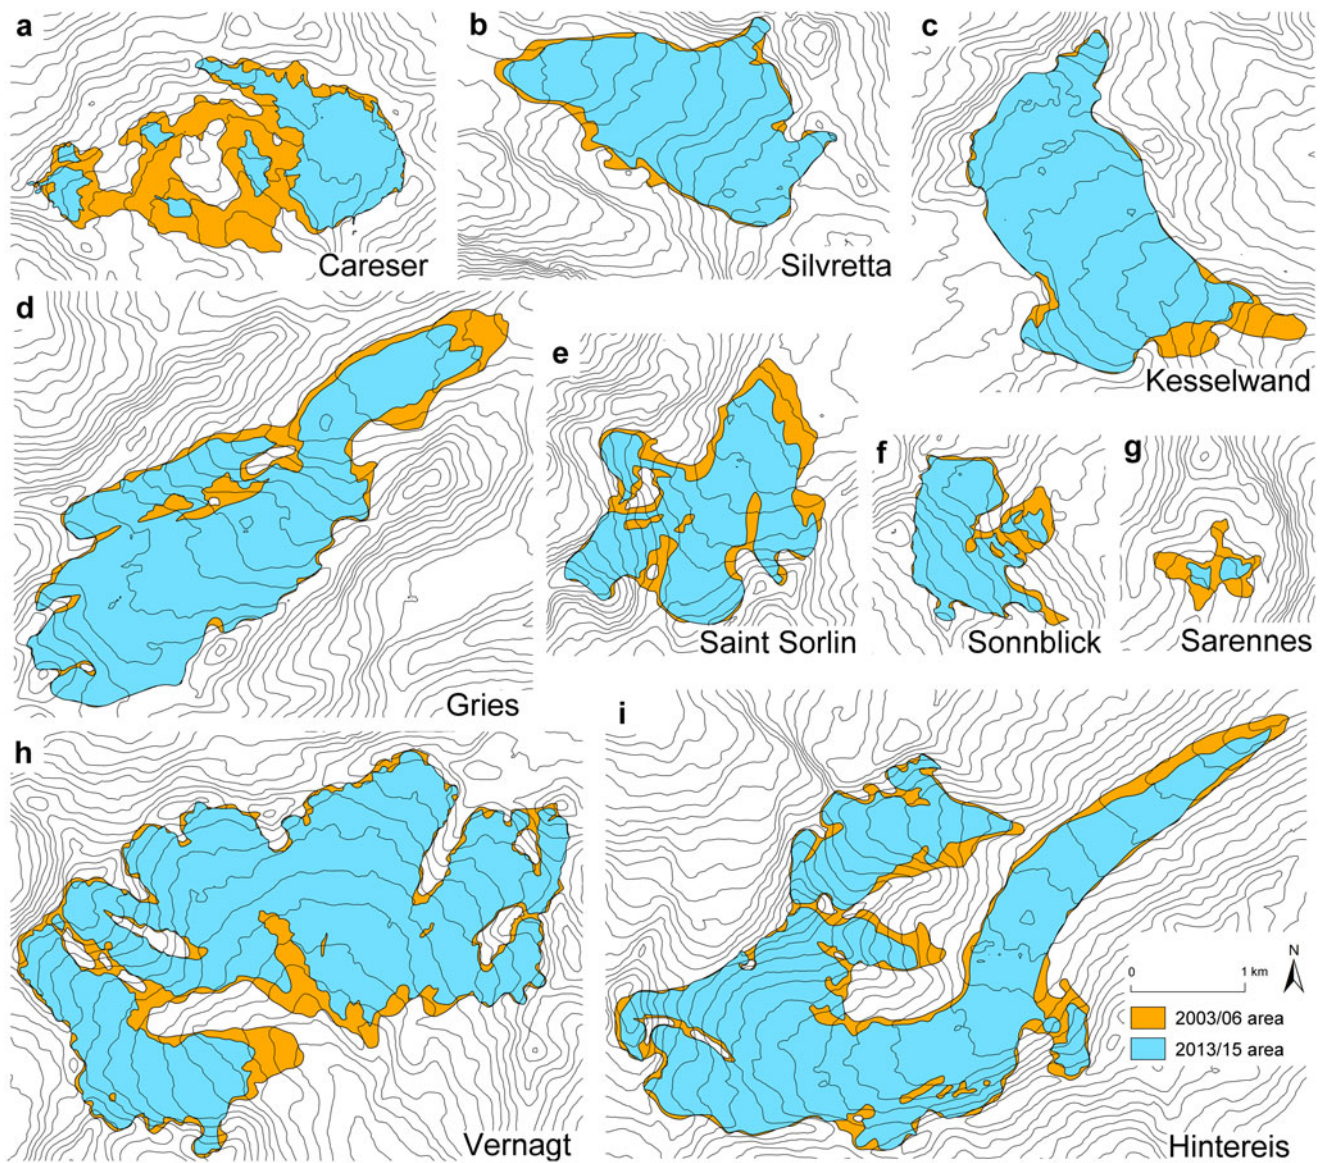 a
Careser
b
Silvretta
c
Kesselwand
d
Gries
e
Saint Sorlin
f
Sonnblick
g
Sarennes
h
Vernagt
i
Hintereis
N
0 1 km
2003/06 area
2013/15 area